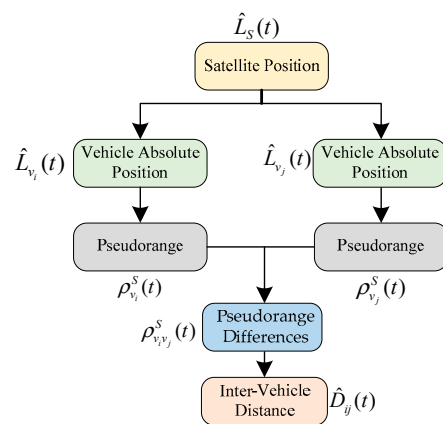 L̂_S(t)
Satellite Position
L̂_{v_i}(t)
Vehicle Absolute
Position
L̂_{v_j}(t)
Vehicle Absolute
Position
Pseudorange
Pseudorange
ρ^S_{v_i}(t)
ρ^S_{v_j}(t)
ρ^S_{v_i v_j}(t)
Pseudorange
Differences
Inter-Vehicle
Distance
D̂_{ij}(t)